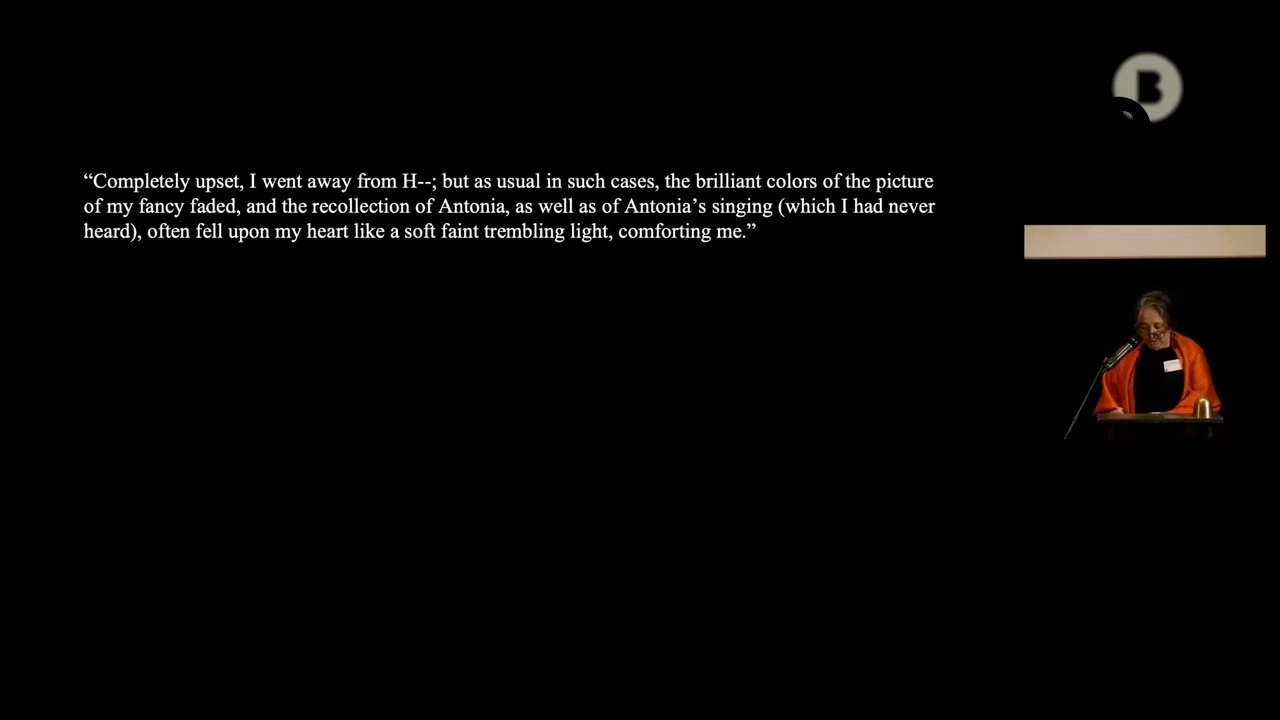 B
“Completely upset, I went away from H--; but as usual in such cases, the brilliant colors of the picture
of my fancy faded, and the recollection of Antonia, as well as of Antonia’s singing (which I had never
heard), often fell upon my heart like a soft faint trembling light, comforting me.”